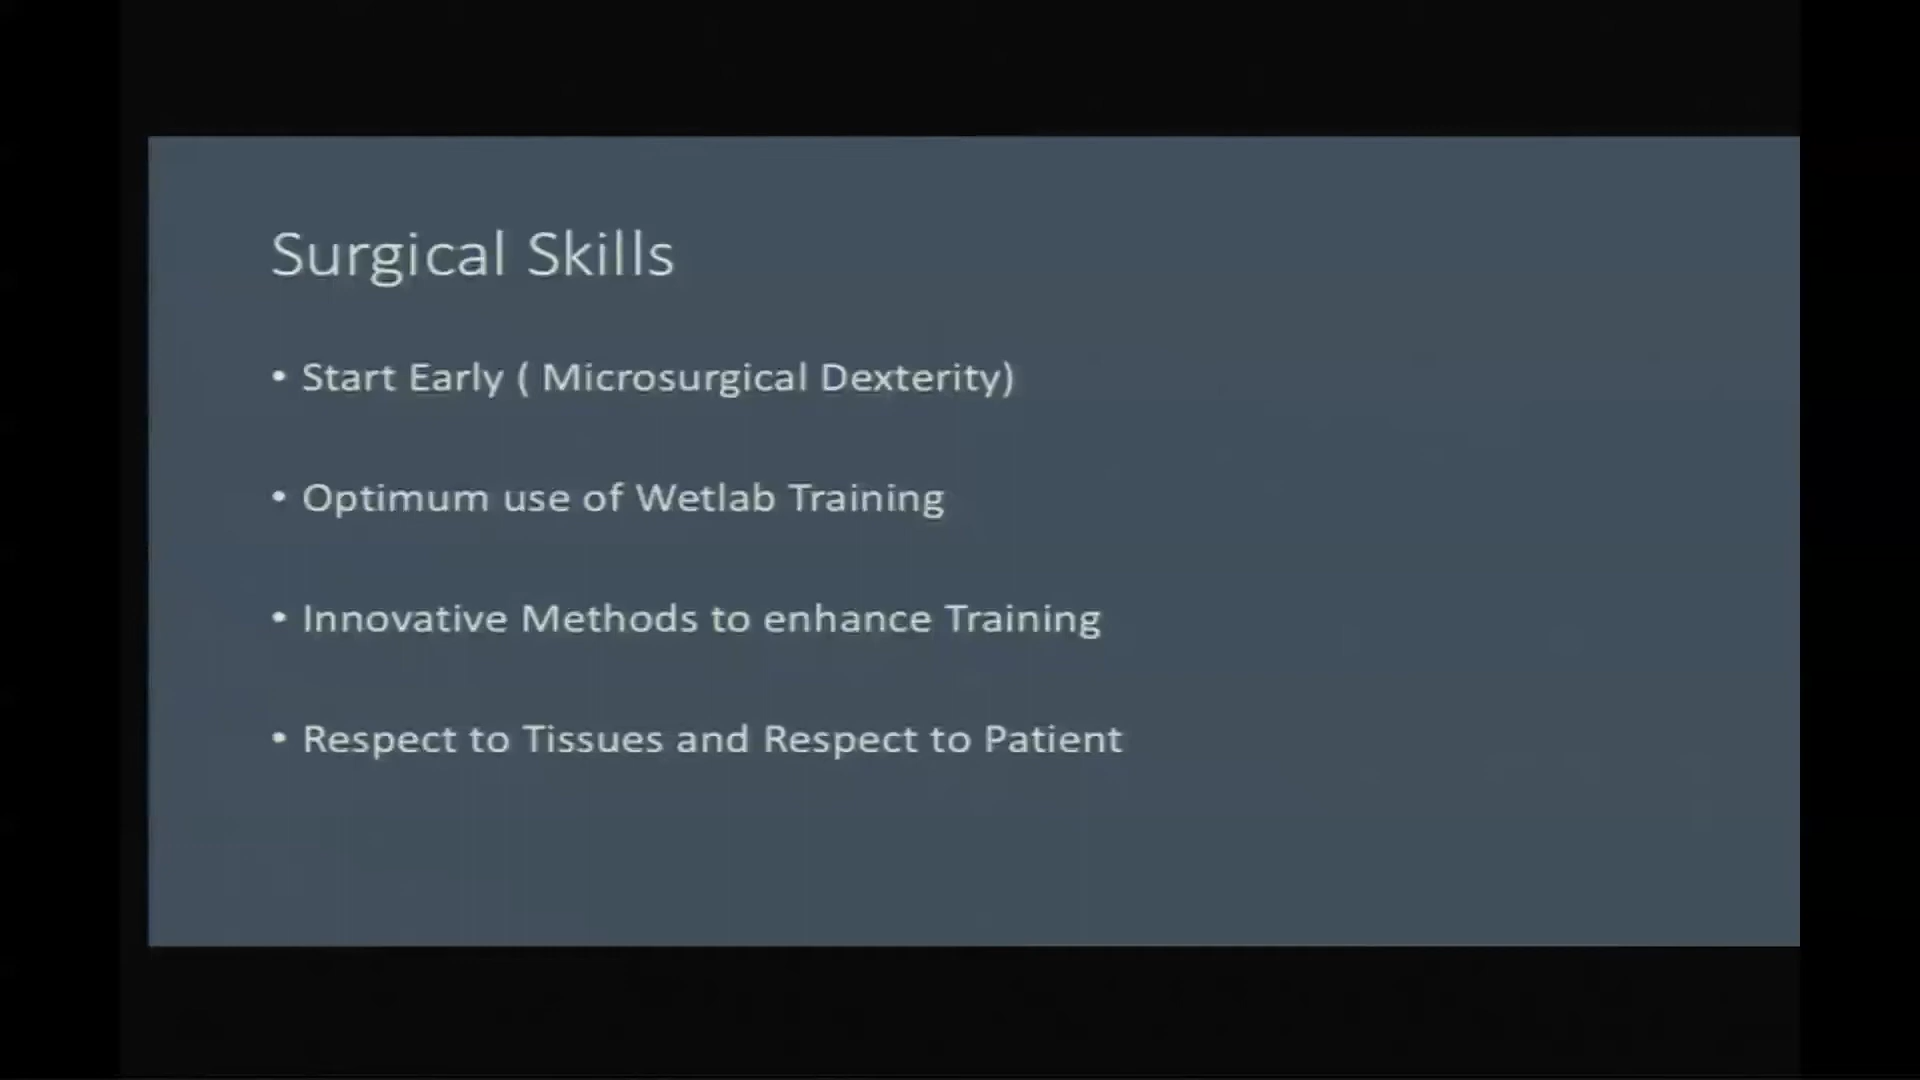 Surgical Skills
• Start Early ( Microsurgical Dexterity)
• Optimum use of Wetlab Training
• Innovative Methods to enhance Training
• Respect to Tissues and Respect to Patient